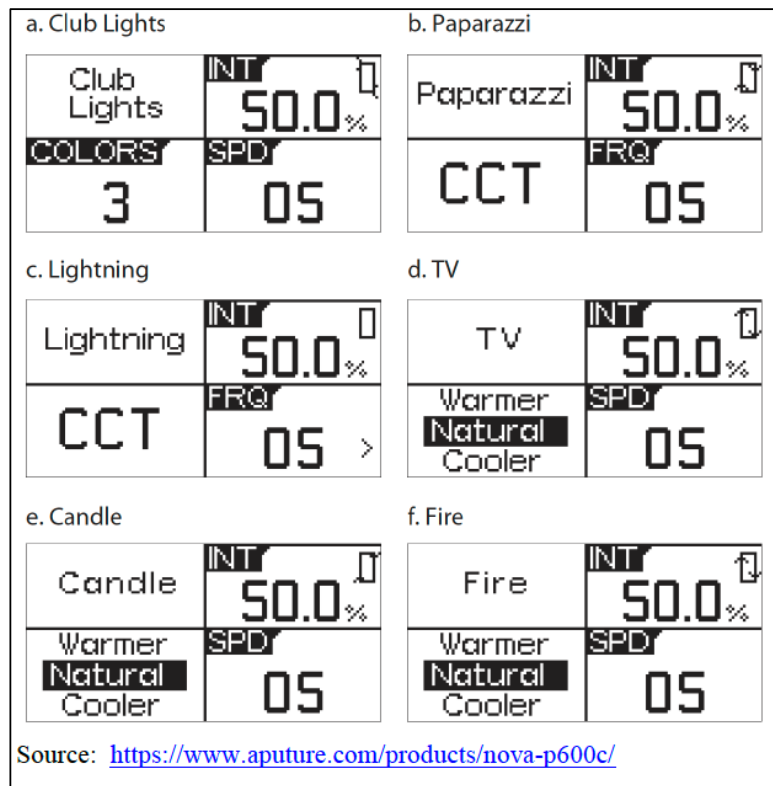 a. Club Lights
Club
Lights
INT
50.0%
COLORS
3
SPD
05
b. Paparazzi
Paparazzi
INT
50.0%
CCT
FRQ
05
c. Lightning
Lightning
INT
50.0%
CCT
FRQ
05 >
d. TV
TV
INT
50.0%
Warmer
Natural
Cooler
SPD
05
e. Candle
Candle
INT
50.0%
Warmer
Natural
Cooler
SPD
05
f. Fire
Fire
INT
50.0%
Warmer
Natural
Cooler
SPD
05
Source: https://www.aputure.com/products/nova-p600c/